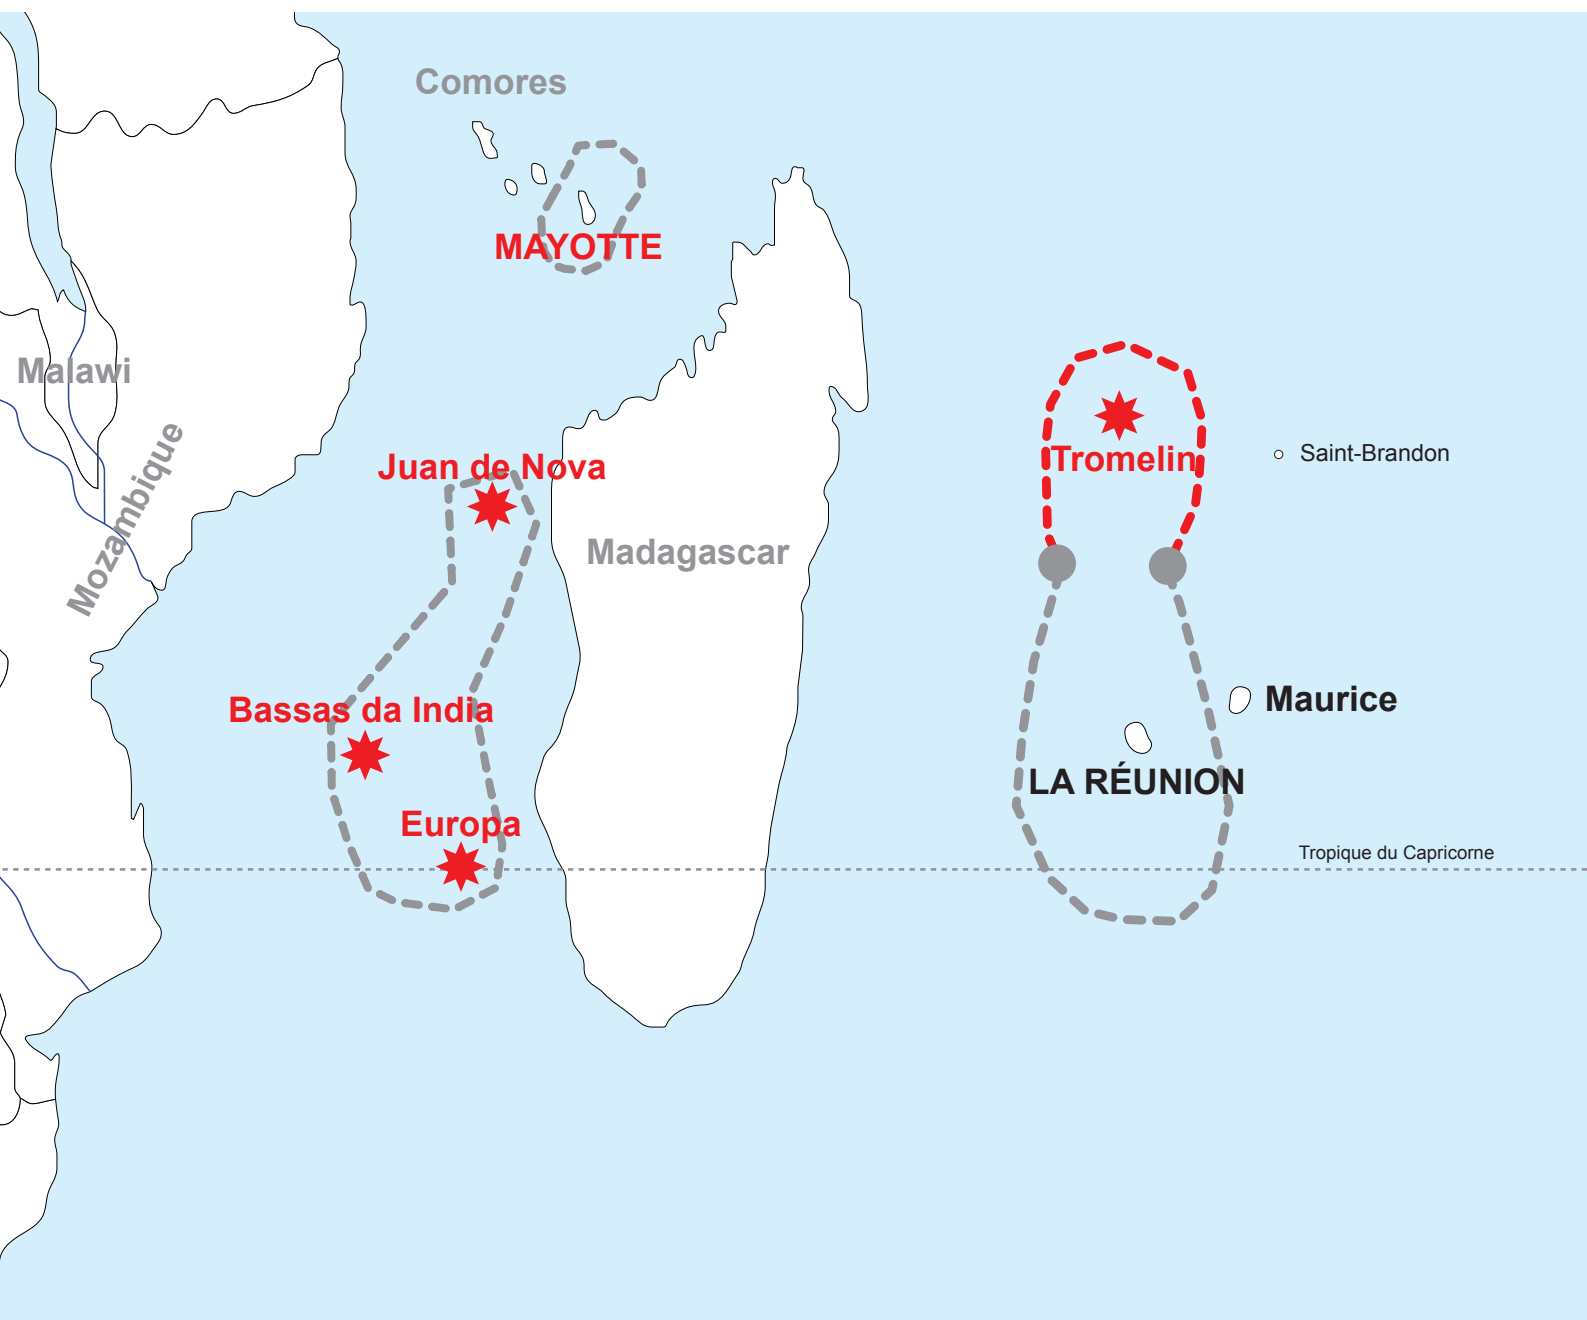 Comores
MAYOTTE
Malawi
Mozambique
Juan de Nova
Tromelin
Saint-Brandon
Madagascar
Bassas da India
Maurice
LA RÉUNION
Europa
Tropique du Capricorne